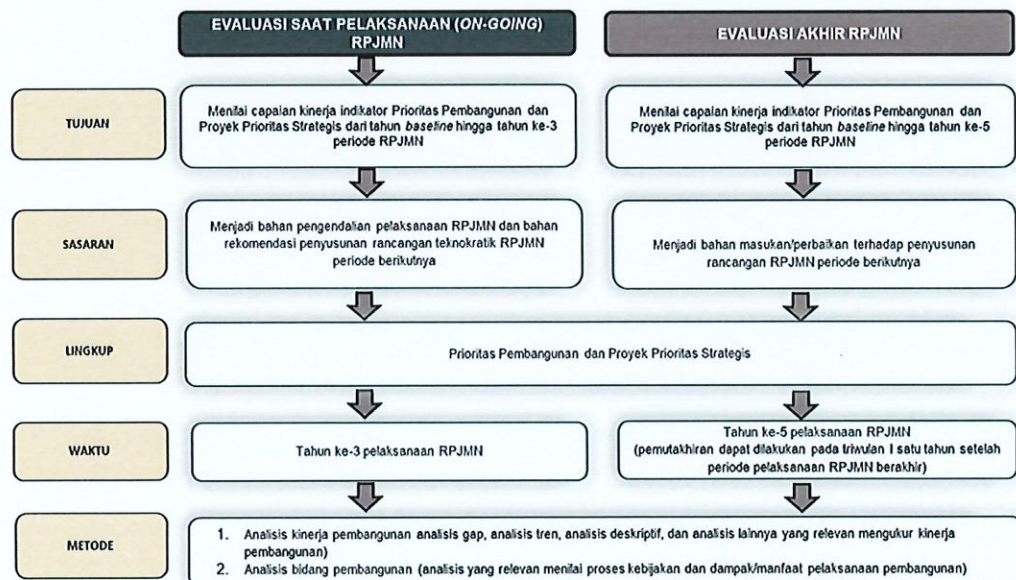 EVALUASI SAAT PELAKSANAAN (ON-GOING)
RPJMN
EVALUASI AKHIR RPJMN
TUJUAN
Menilai capaian kinerja indikator Prioritas Pembangunan dan
Proyek Prioritas Strategis dari tahun baseline hingga tahun ke-3
periode RPJMN
Menilai capaian kinerja indikator Prioritas Pembangunan dan
Proyek Prioritas Strategis dari tahun baseline hingga tahun ke-5
periode RPJMN
SASARAN
Menjadi bahan pengendalian pelaksanaan RPJMN dan bahan
rekomendasi penyusunan rancangan teknokratik RPJMN
periode berikutnya
Menjadi bahan masukan/perbaikan terhadap penyusunan
rancangan RPJMN periode berikutnya
LINGKUP
Prioritas Pembangunan dan Proyek Prioritas Strategis
WAKTU
Tahun ke-3 pelaksanaan RPJMN
Tahun ke-5 pelaksanaan RPJMN
(pemutakhiran dapat dilakukan pada triwulan I satu tahun setelah
periode pelaksanaan RPJMN berakhir)
METODE
1. Analisis kinerja pembangunan analisis gap, analisis tren, analisis deskriptif, dan analisis lainnya yang relevan mengukur kinerja
pembangunan)
2. Analisis bidang pembangunan (analisis yang relevan menilai proses kebijakan dan dampak/manfaat pelaksanaan pembangunan)